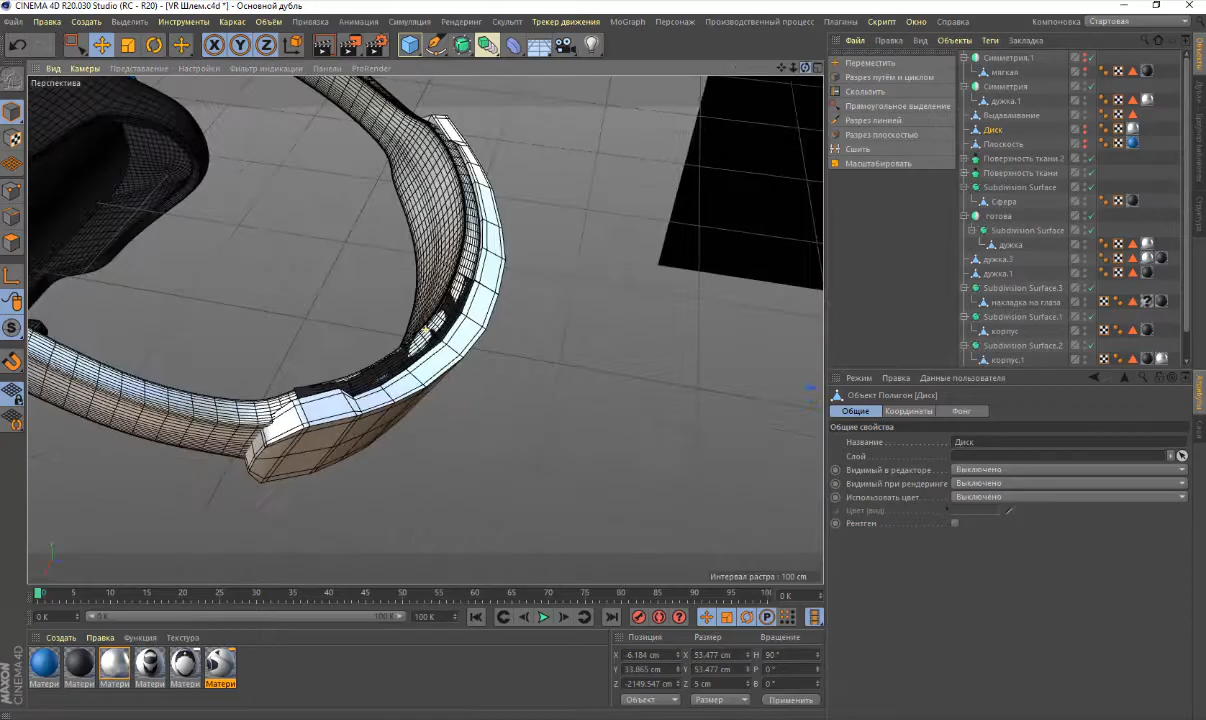 CINEMA 4D R20.030 Studio (RC - R20) - [VR Шлем.c4d *] - Основной дубль
Файл Правка Создать Выделить Инструменты Каркас Объём Привязка Анимация Симуляция Рендеринг Скульпт Трекер движения MoGraph Персонаж Производственный процесс Плагины Скрипт Окно Справка Компоновка Стартовая
Вид Камеры Представление Настройки Фильтр индикации Панели ProRender
Перспектива
Интервал растра : 100 cm
Файл Правка Вид Объекты Теги Закладка
Переместить
Разрез путём и циклом
Скользить
Прямоугольное выделение
Разрез линией
Разрез плоскостью
Сшить
Масштабировать
Симметрия.1
мягкая
Симметрия
дужка.1
Выдавливание
Диск
Плоскость
Поверхность ткани.2
Поверхность ткани
Subdivision Surface
Сфера
готова
Subdivision Surface
дужка
дужка.3
дужка.1
Subdivision Surface.3
накладка на глаза
Subdivision Surface.1
корпус
Subdivision Surface.2
корпус.1
Режим Правка Данные пользователя
Объект Полигон [Диск]
Общие Координаты Фонг
Общие свойства
Название Диск
Слой
Видимый в редакторе Выключено
Видимый при рендеринге Выключено
Использовать цвет Выключено
Цвет (вид)
Рентген
0 5 10 15 20 25 30 35 40 45 50 55 60 65 70 75 80 85 90 95 100 0 K
0 K 0 K 100 K 100 K
Создать Правка Функция Текстура
Матери Матери Матери Матери Матери Матери
Позиция Размер Вращение
X -6.184 cm X 53.477 cm H 90 °
Y 33.865 cm Y 53.477 cm P 0 °
Z -2149.547 cm Z 5 cm B 0 °
Объект Размер Применить
MAXON CINEMA 4D